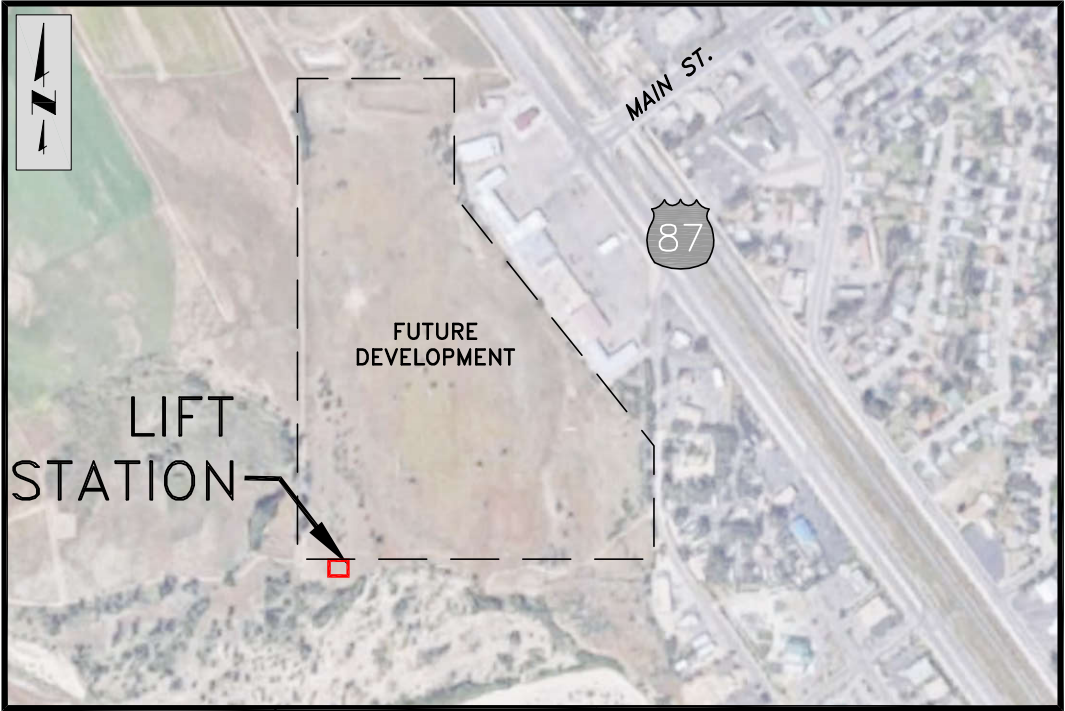 N
MAIN ST.
87
FUTURE
DEVELOPMENT
LIFT
STATION